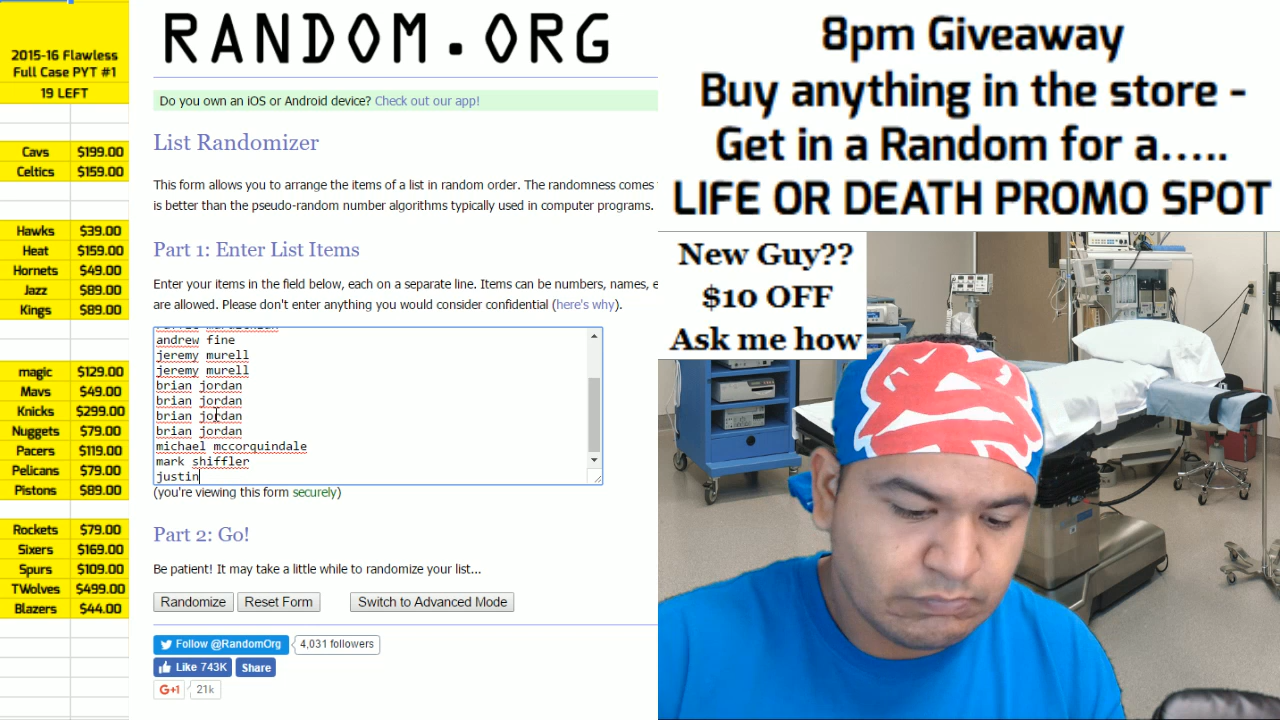 2015-16 Flawless
Full Case PYT #1
19 LEFT
Cavs $199.00
Celtics $159.00
Hawks $39.00
Heat $159.00
Hornets $49.00
Jazz $89.00
Kings $89.00
magic $129.00
Mavs $49.00
Knicks $299.00
Nuggets $79.00
Pacers $119.00
Pelicans $79.00
Pistons $89.00
Rockets $79.00
Sixers $169.00
Spurs $109.00
TWolves $499.00
Blazers $44.00
RANDOM.ORG
Do you own an iOS or Android device? Check out our app!
List Randomizer
This form allows you to arrange the items of a list in random order. The randomness comes
is better than the pseudo-random number algorithms typically used in computer programs.
Part 1: Enter List Items
Enter your items in the field below, each on a separate line. Items can be numbers, names, e
are allowed. Please don't enter anything you would consider confidential (here's why).
andrew fine
jeremy murell
jeremy murell
brian jordan
brian jordan
brian jordan
brian jordan
michael mccorquindale
mark shiffler
justin
(you're viewing this form securely)
Part 2: Go!
Be patient! It may take a little while to randomize your list...
Randomize Reset Form Switch to Advanced Mode
Follow @RandomOrg 4,031 followers
Like 743K Share
G+1 21k
8pm Giveaway
Buy anything in the store -
Get in a Random for a.....
LIFE OR DEATH PROMO SPOT
New Guy??
$10 OFF
Ask me how